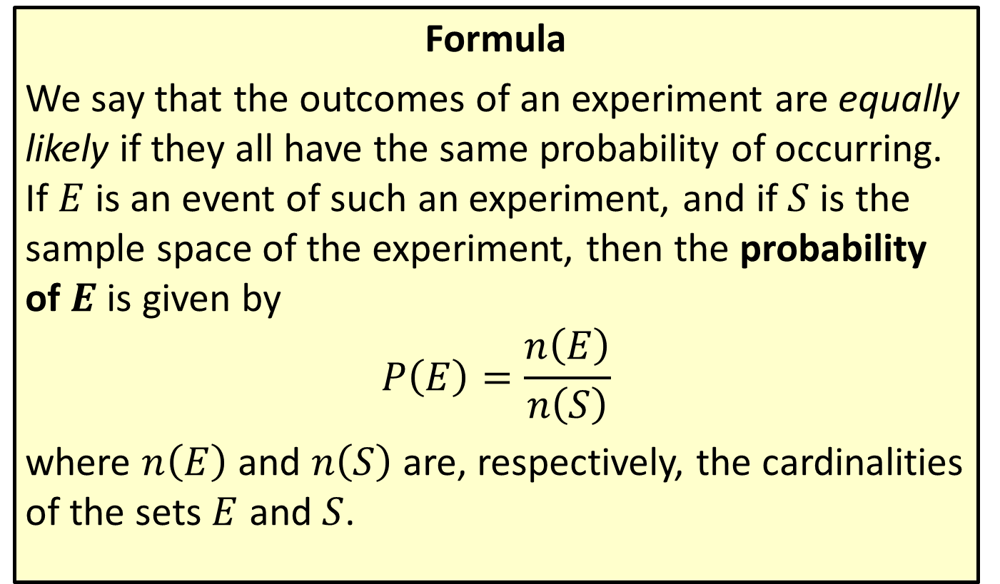 Formula
We say that the outcomes of an experiment are equally
likely if they all have the same probability of occurring.
If E is an event of such an experiment, and if S is the
sample space of the experiment, then the probability
of E is given by
P(E) = n(E)/n(S)
where n(E) and n(S) are, respectively, the cardinalities
of the sets E and S.